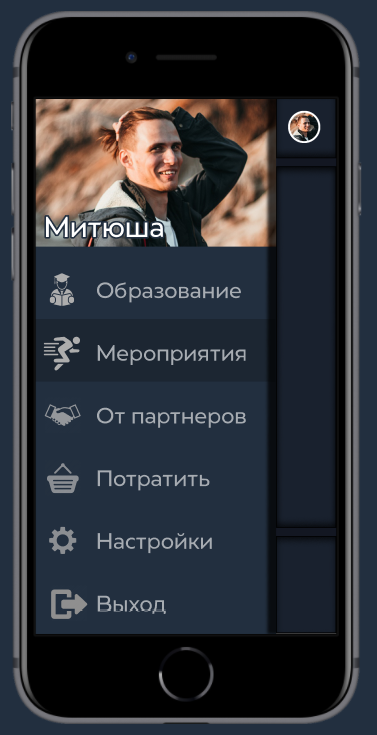 Митюша
Образование
Мероприятия
От партнеров
Потратить
Настройки
Выход